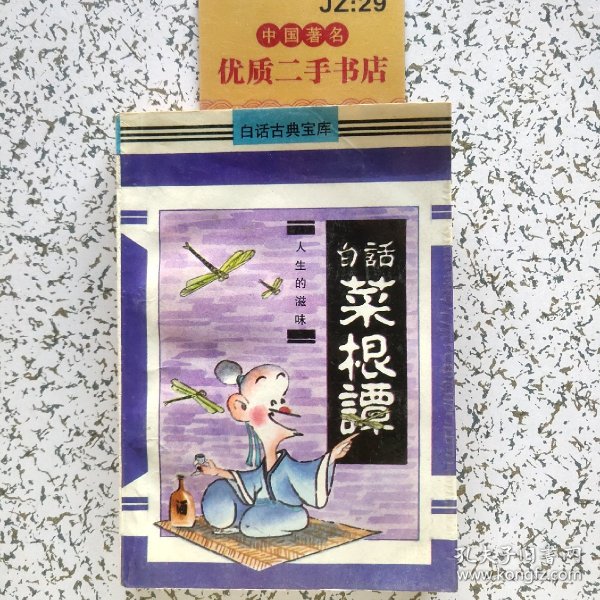 JZ:29
中国著名
优质二手书店
白话古典宝库
人生的滋味
白話
菜根譚
孔夫子旧书网
www.kongfz.com